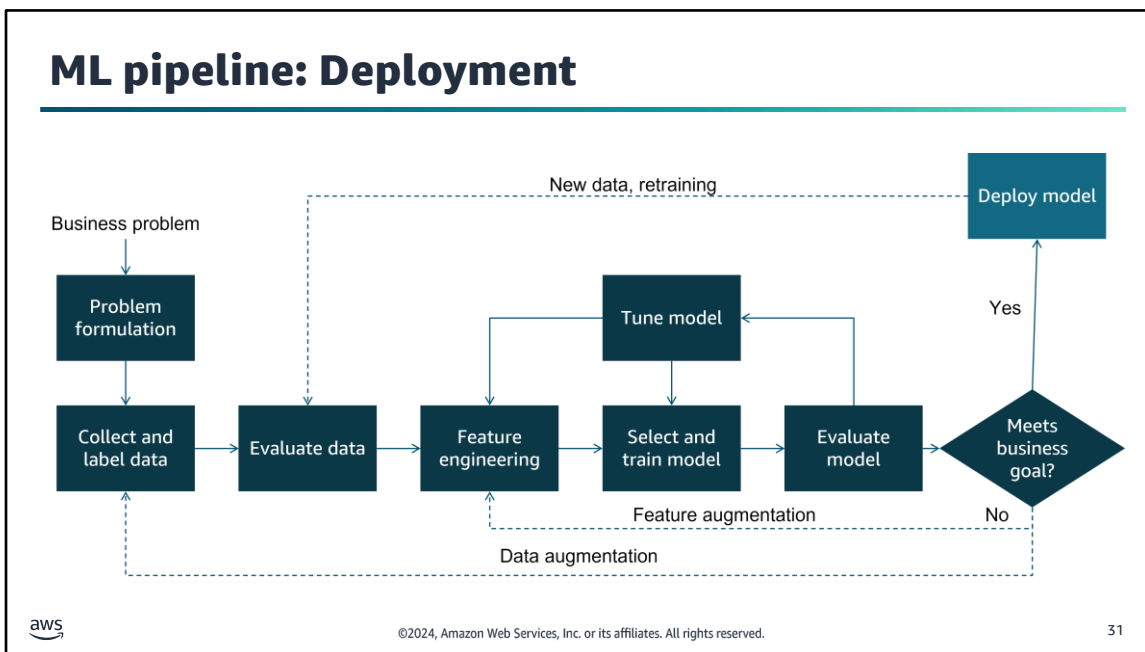 ML pipeline: Deployment
New data, retraining
Deploy model
Business problem
Problem
formulation
Tune model
Yes
Collect and
label data
Evaluate data
Feature
engineering
Select and
train model
Evaluate
model
Meets
business
goal?
Feature augmentation
No
Data augmentation
aws
©2024, Amazon Web Services, Inc. or its affiliates. All rights reserved.
31